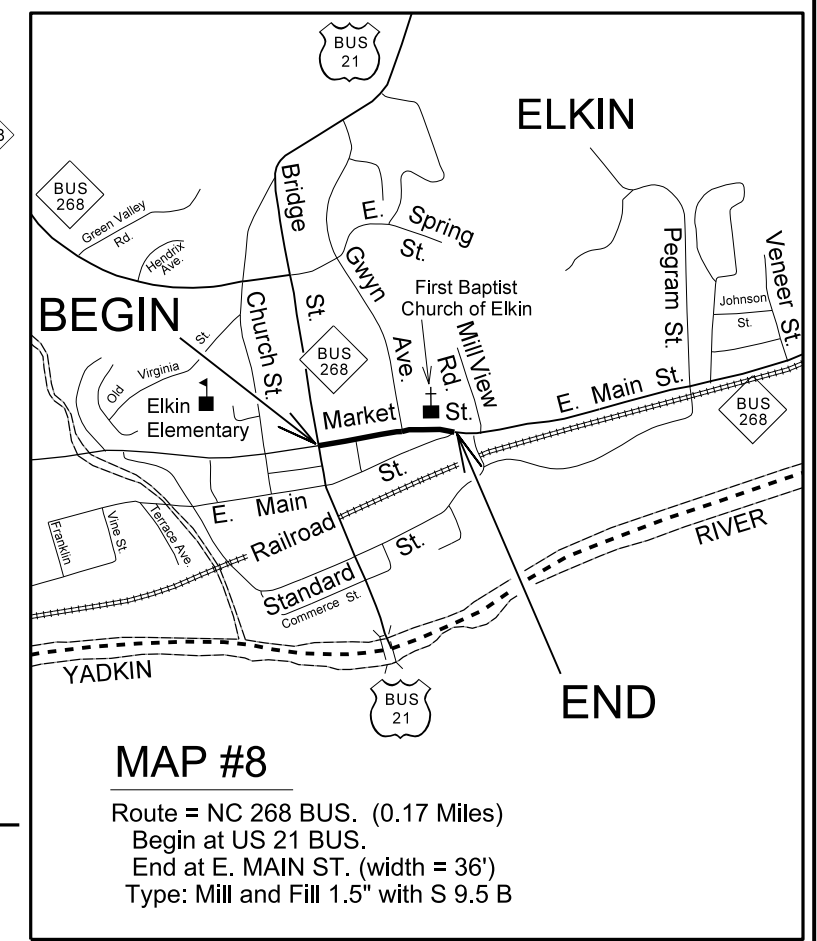 BUS
21
ELKIN
3
BUS
268
Green Valley
Rd.
Hendrix
Ave.
Bridge
St.
E. Spring
St.
Gwyn
Ave.
First Baptist
Church of Elkin
Mill View
Rd.
Pegram St.
Veneer St.
Johnson
St.
BEGIN
Church St.
BUS
268
Old Virginia St.
Elkin
Elementary
Market St.
E. Main St.
BUS
268
E. Main St.
Franklin
Vine St.
Terrace Ave.
Railroad
Standard St.
Commerce St.
RIVER
YADKIN
BUS
21
END
MAP #8
Route = NC 268 BUS. (0.17 Miles)
Begin at US 21 BUS.
End at E. MAIN ST. (width = 36')
Type: Mill and Fill 1.5" with S 9.5 B